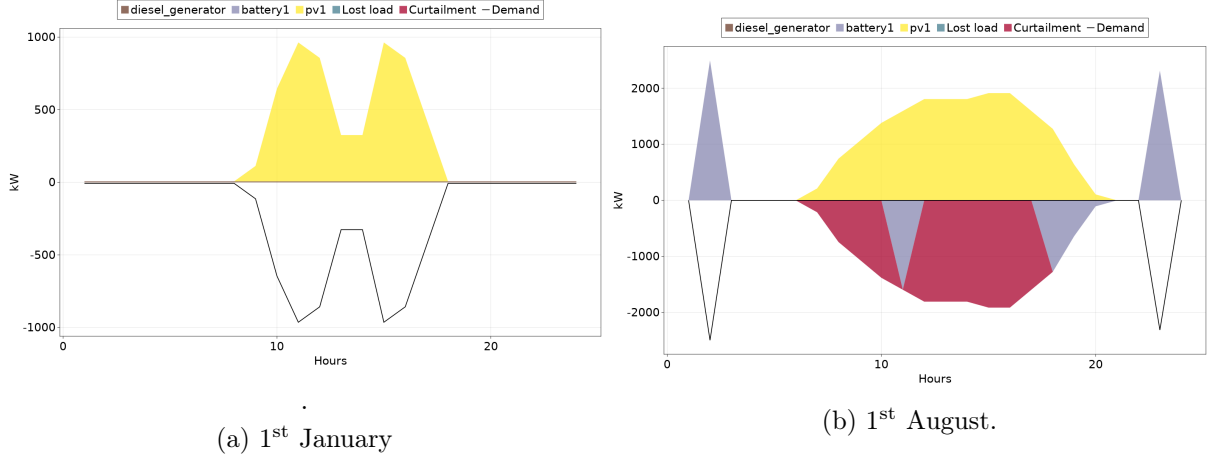 diesel_generator battery1 pv1 Lost load Curtailment Demand
1000
500
0
-500
-1000
kW
0 10 20
Hours
.
(a) 1st January
diesel_generator battery1 pv1 Lost load Curtailment Demand
2000
1000
0
-1000
-2000
kW
0 10 20
Hours
(b) 1st August.